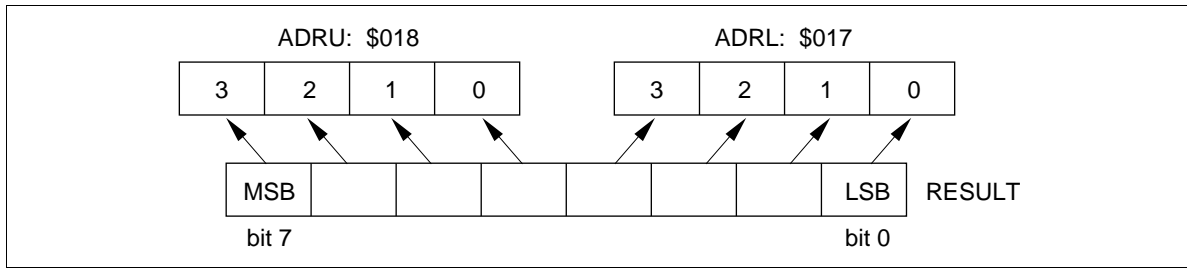 ADRU: $018 ADRL: $017
3 2 1 0 3 2 1 0
MSB LSB RESULT
bit 7 bit 0